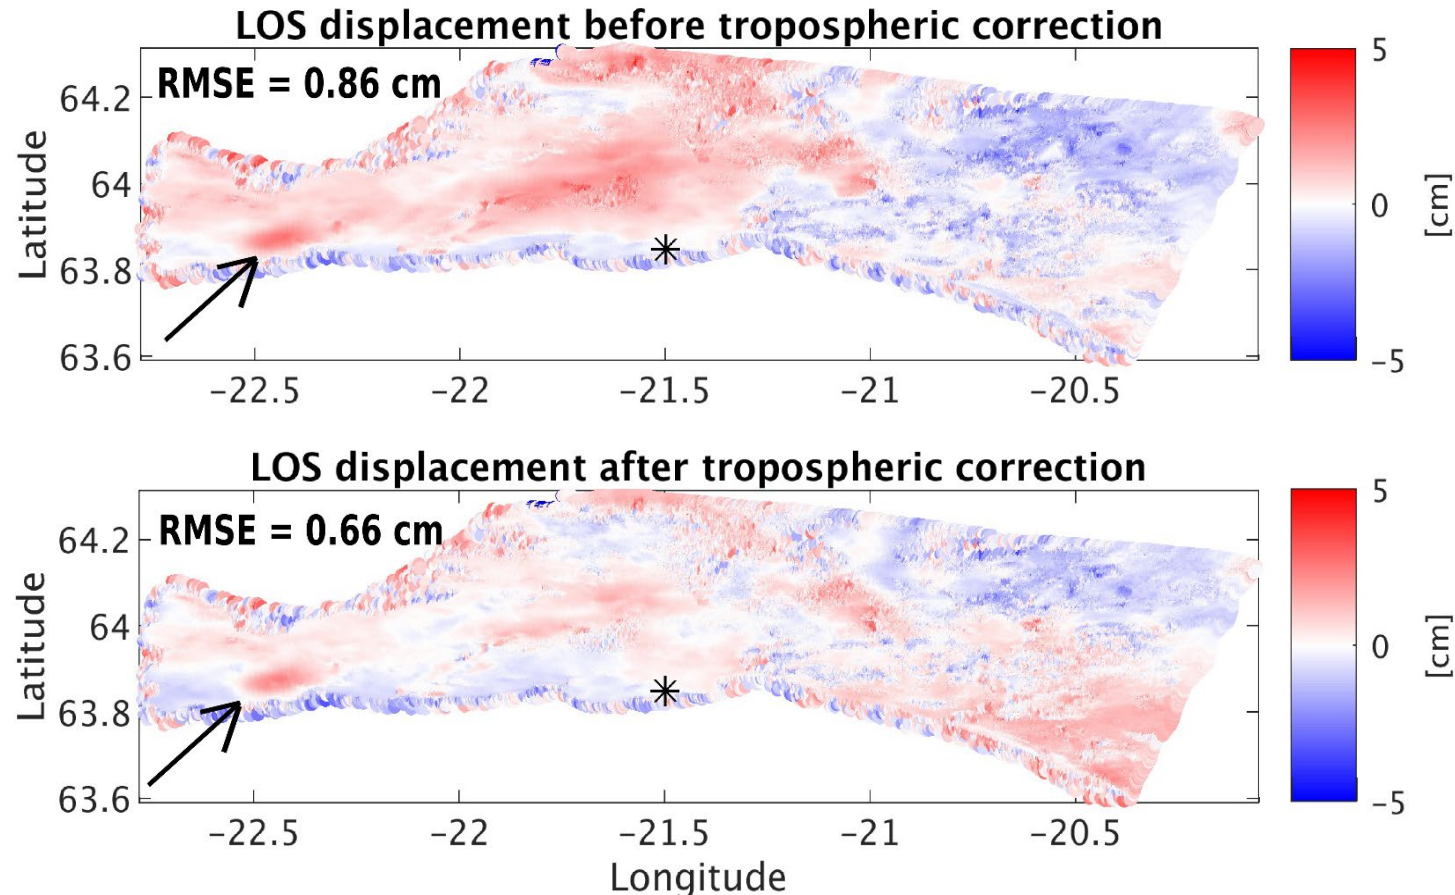 LOS displacement before tropospheric correction
RMSE = 0.86 cm
64.2
64
63.8
63.6
Latitude
-22.5
-22
-21.5
-21
-20.5
5
0
-5
[cm]
LOS displacement after tropospheric correction
RMSE = 0.66 cm
64.2
64
63.8
63.6
Latitude
-22.5
-22
-21.5
-21
-20.5
Longitude
5
0
-5
[cm]